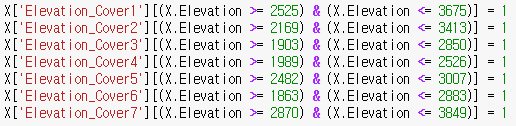 X['Elevation_Cover1'][(X.Elevation >= 2525) & (X.Elevation <= 3675)] = 1
X['Elevation_Cover2'][(X.Elevation >= 2169) & (X.Elevation <= 3413)] = 1
X['Elevation_Cover3'][(X.Elevation >= 1903) & (X.Elevation <= 2850)] = 1
X['Elevation_Cover4'][(X.Elevation >= 1989) & (X.Elevation <= 2526)] = 1
X['Elevation_Cover5'][(X.Elevation >= 2482) & (X.Elevation <= 3007)] = 1
X['Elevation_Cover6'][(X.Elevation >= 1863) & (X.Elevation <= 2883)] = 1
X['Elevation_Cover7'][(X.Elevation >= 2870) & (X.Elevation <= 3849)] = 1